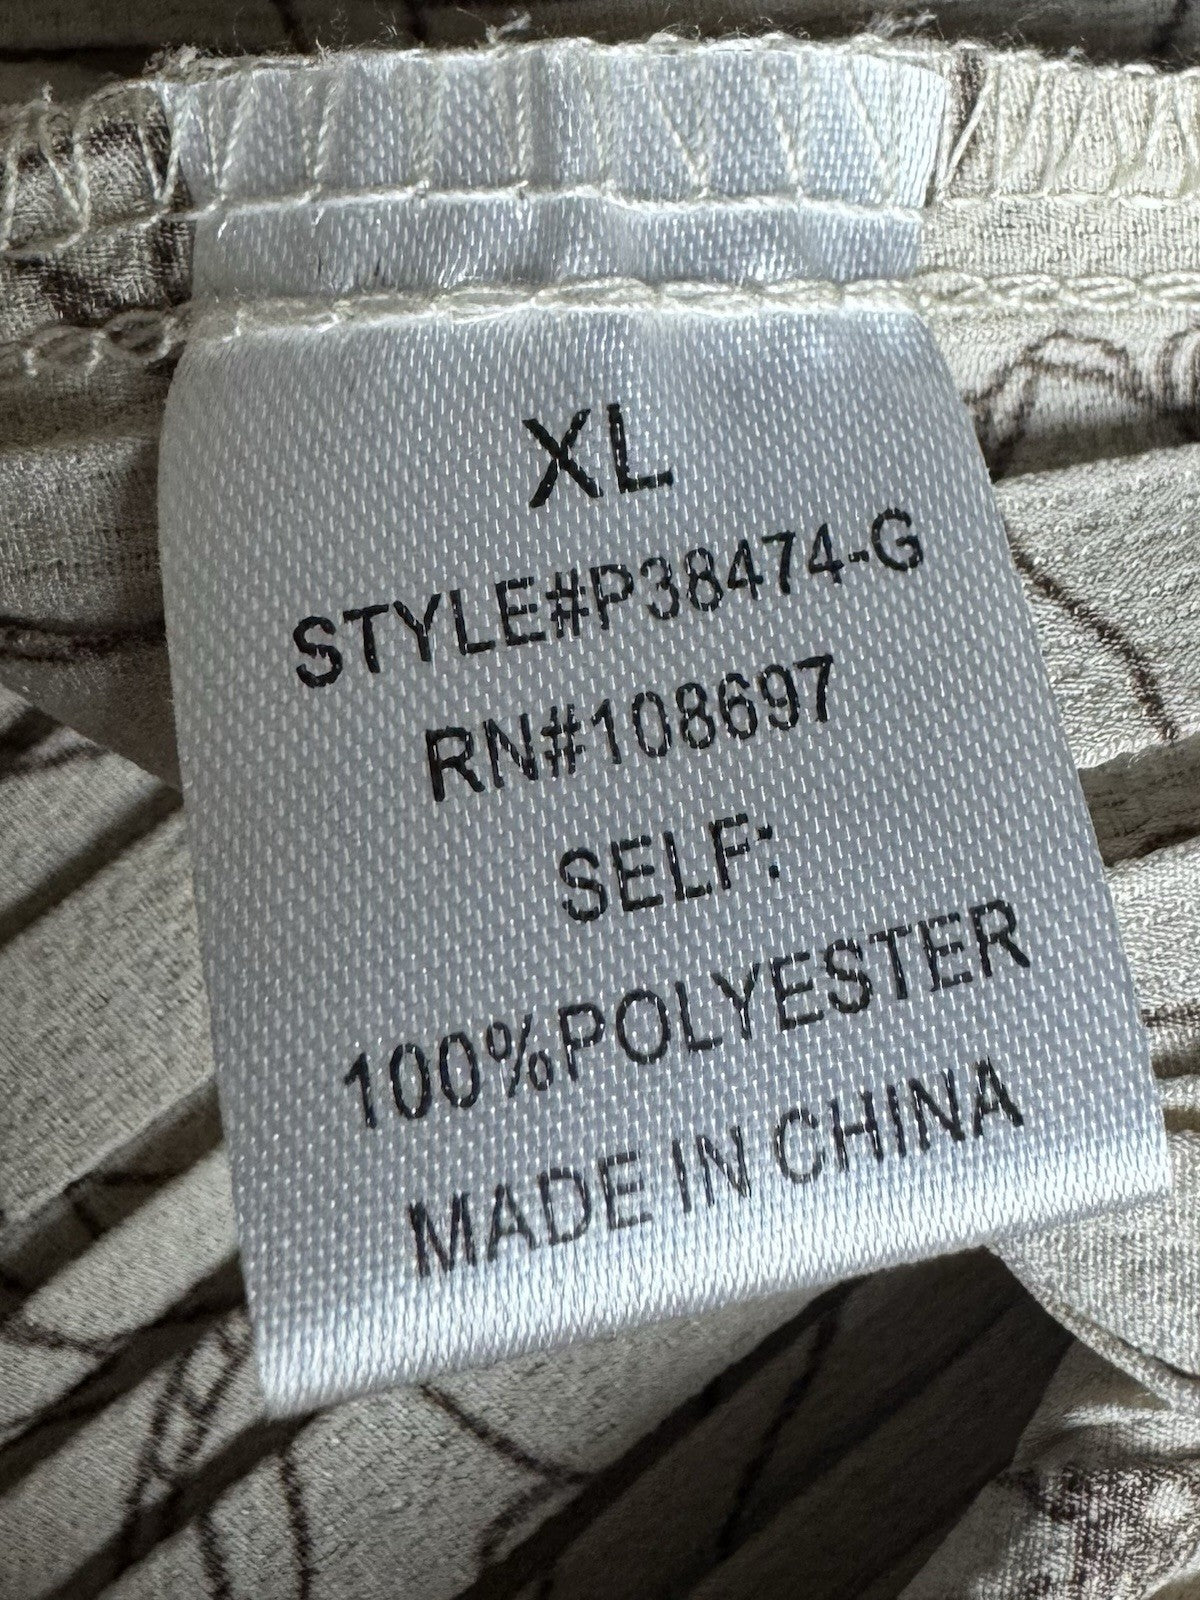 XL
STYLE#P38474-G
RN#108697
SELF:
100%POLYESTER
MADE IN CHINA